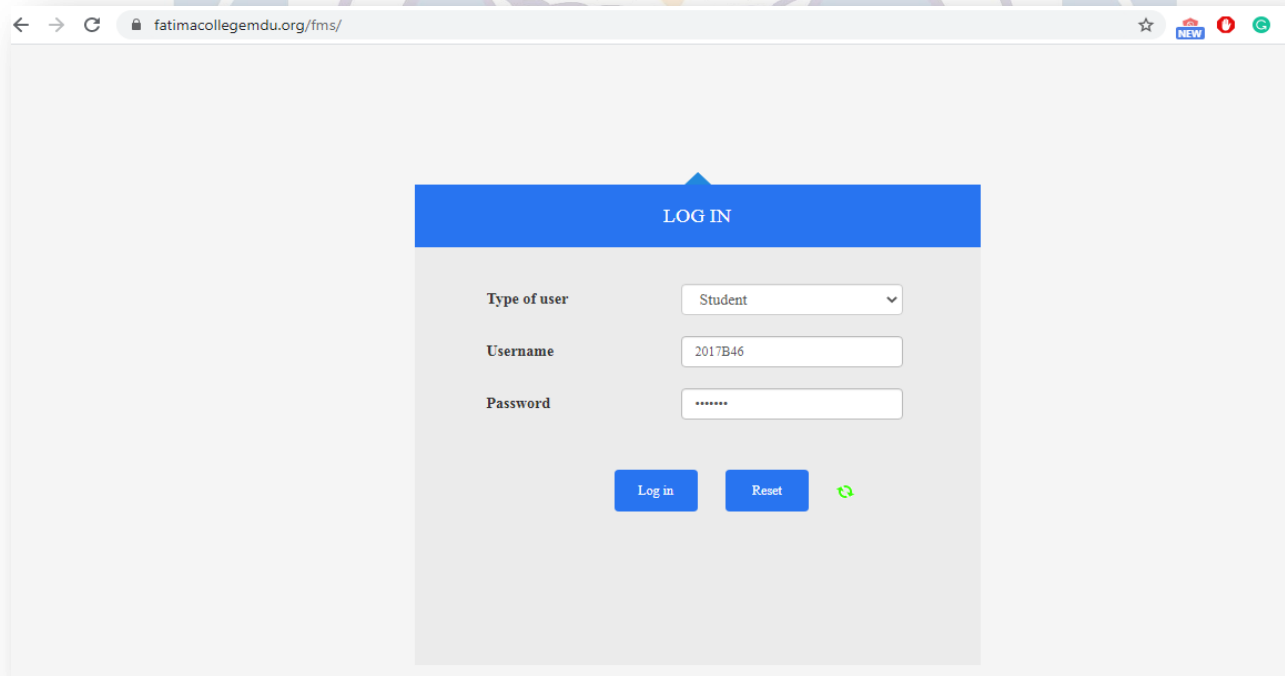 fatimacollegemdu.org/fms/
NEW
LOG IN
Type of user
Student
Username
2017B46
Password
•••••••
Log in
Reset